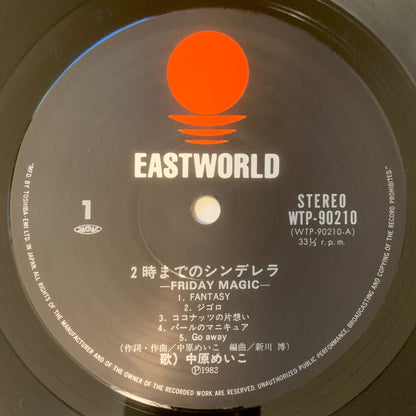 EASTWORLD
1
STEREO
WTP-90210
(WTP-90210-A)
33⅓ r.p.m.
2時までのシンデレラ
—FRIDAY MAGIC—
1. FANTASY
2. ジゴロ
3. ココナッツの片想い
4. パールのマニキュア
5. Go away
(作詞・作曲/中原めいこ 編曲/新川 博)
歌)中原めいこ
Ⓟ1982
"MFD. BY TOSHIBA-EMI LTD. IN JAPAN. ALL RIGHTS OF THE MANUFACTURER AND OF THE OWNER OF THE RECORDED WORK ARE RESERVED. UNAUTHORIZED PUBLIC PERFORMANCE, BROADCASTING AND COPYING OF THE RECORD PROHIBITED."